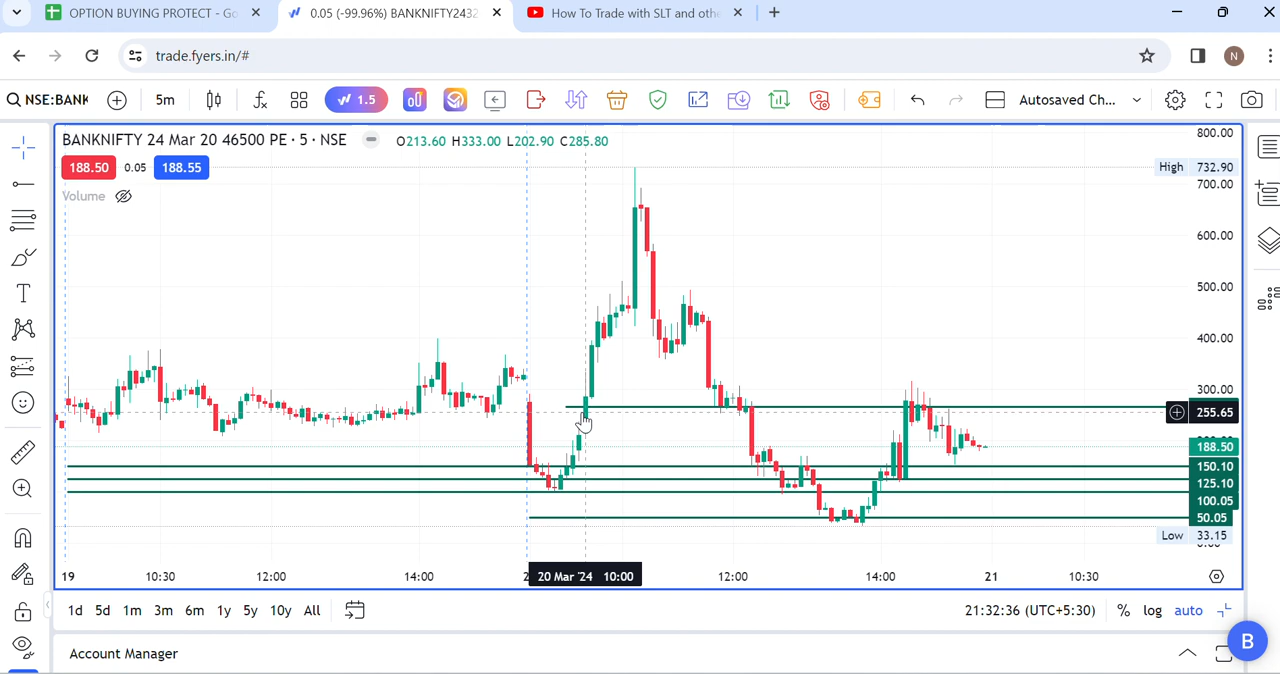 OPTION BUYING PROTECT - Go
0.05 (-99.96%) BANKNIFTY2432
How To Trade with SLT and othe
trade.fyers.in/#
N
NSE:BANK
5m
1.5
Autosaved Ch...
BANKNIFTY 24 Mar 20 46500 PE · 5 · NSE
O213.60 H333.00 L202.90 C285.80
188.50
0.05
188.55
Volume
800.00
High 732.90
700.00
600.00
500.00
400.00
300.00
255.65
188.50
150.10
125.10
100.05
50.05
Low 33.15
19
10:30
12:00
14:00
20 Mar '24 10:00
12:00
14:00
21
10:30
1d 5d 1m 3m 6m 1y 5y 10y All
21:32:36 (UTC+5:30)
% log auto
B
Account Manager